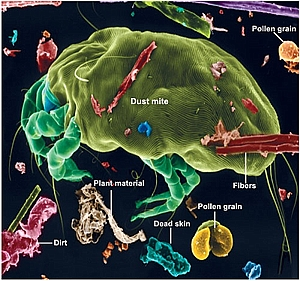 Pollen grain
Dust mite
Plant material
Fibers
Pollen grain
Dead skin
Dirt